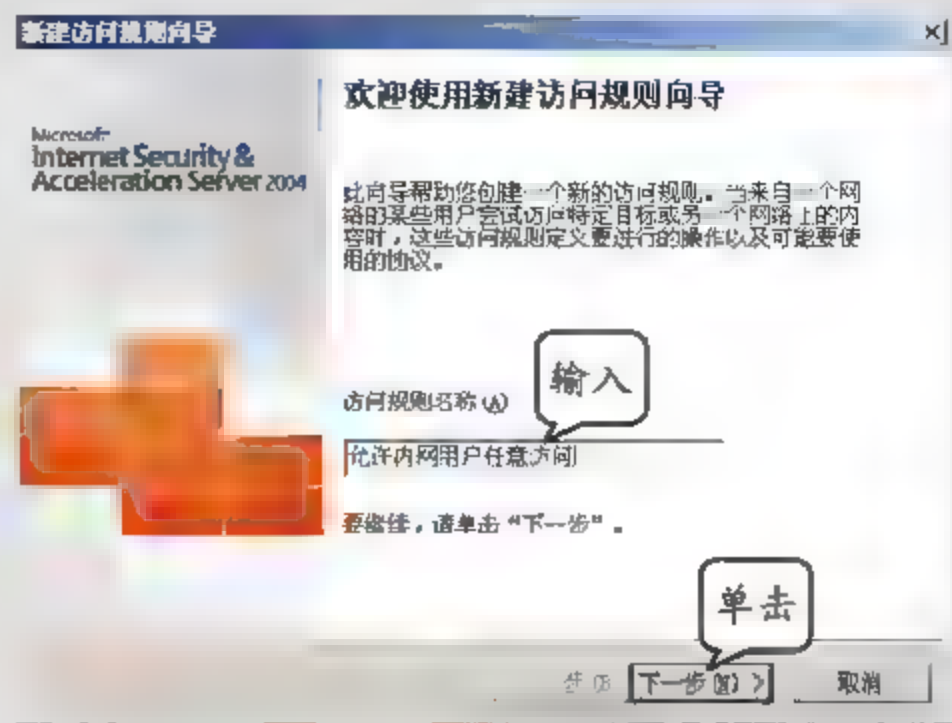 新建访问规则向导
欢迎使用新建访问规则向导
Microsoft
Internet Security &
Acceleration Server 2004
此向导帮助您创建一个新的访问规则。当来自一个网
络的某些用户尝试访问特定目标或另一个网络上的内
容时，这些访问规则定义要进行的操作以及可能要使
用的协议。
输入
访问规则名称(A)
允许内网用户任意访问
要继续，请单击“下一步”。
单击
下一步(N) >
取消